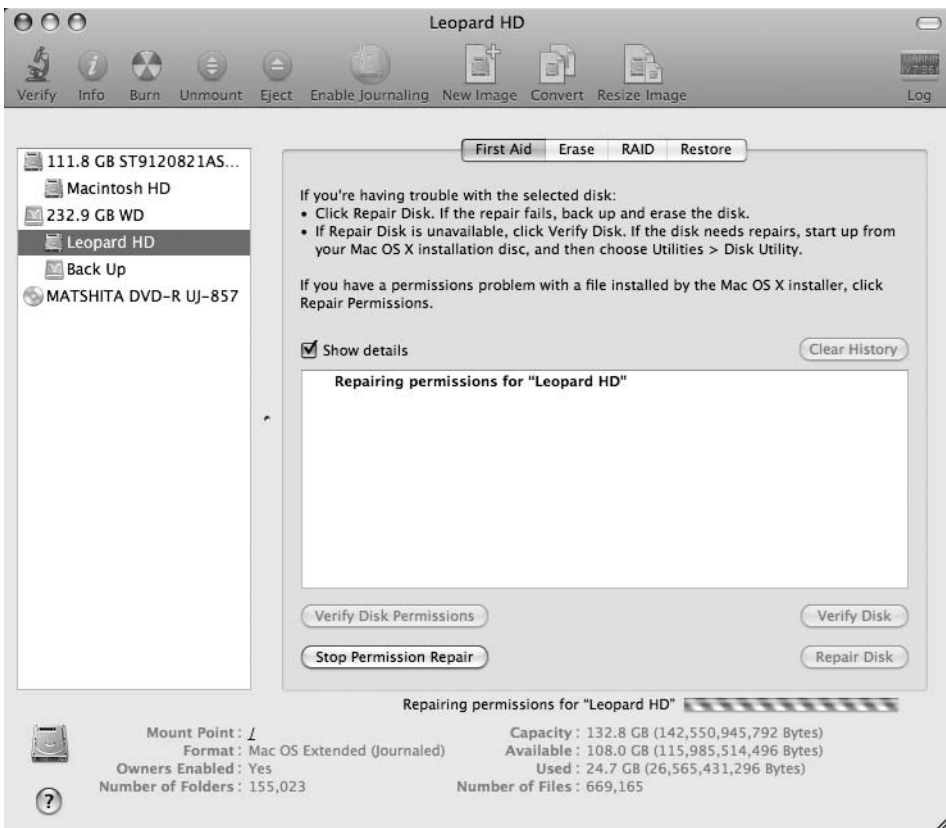 Leopard HD
Verify Info Burn Unmount Eject Enable Journaling New Image Convert Resize Image Log
First Aid Erase RAID Restore
111.8 GB ST9120821AS...
Macintosh HD
232.9 GB WD
Leopard HD
Back Up
MATSHITA DVD-R UJ-857
If you're having trouble with the selected disk:
• Click Repair Disk. If the repair fails, back up and erase the disk.
• If Repair Disk is unavailable, click Verify Disk. If the disk needs repairs, start up from
your Mac OS X installation disc, and then choose Utilities > Disk Utility.
If you have a permissions problem with a file installed by the Mac OS X installer, click
Repair Permissions.
Show details
Clear History
Repairing permissions for “Leopard HD”
Verify Disk Permissions
Verify Disk
Stop Permission Repair
Repair Disk
Repairing permissions for “Leopard HD”
Mount Point : /
Format : Mac OS Extended (Journaled)
Owners Enabled : Yes
Number of Folders : 155,023
Capacity : 132.8 GB (142,550,945,792 Bytes)
Available : 108.0 GB (115,985,514,496 Bytes)
Used : 24.7 GB (26,565,431,296 Bytes)
Number of Files : 669,165
?